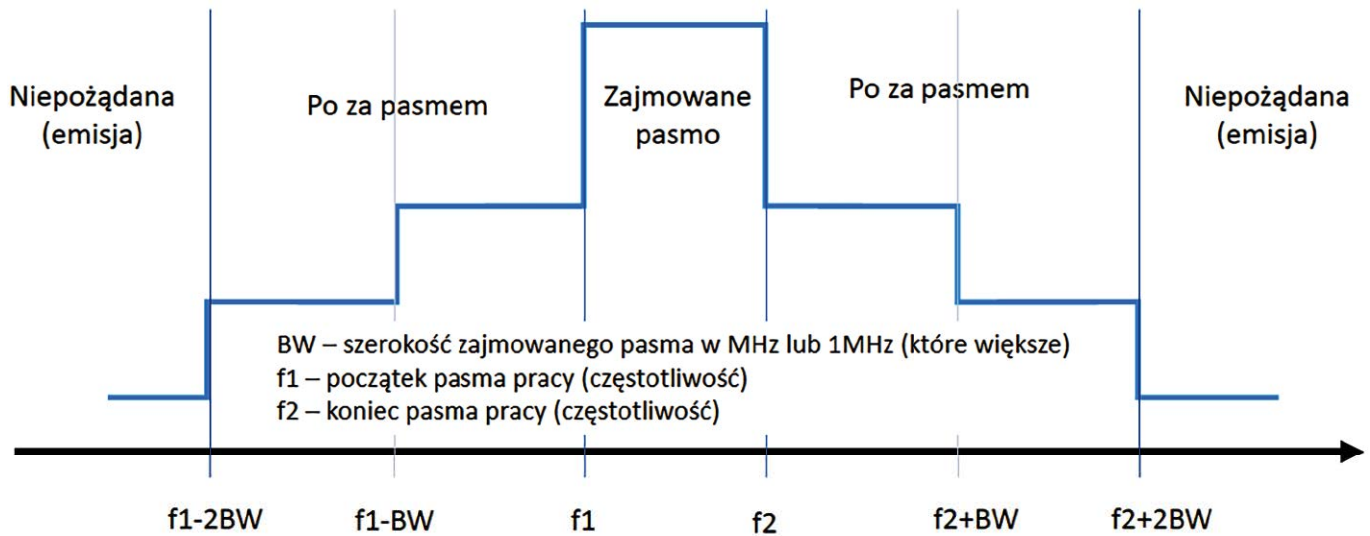 Niepożądana
(emisja)
Po za pasmem
Zajmowane
pasmo
Po za pasmem
Niepożądana
(emisja)
BW – szerokość zajmowanego pasma w MHz lub 1MHz (które większe)
f1 – początek pasma pracy (częstotliwość)
f2 – koniec pasma pracy (częstotliwość)
f1-2BW
f1-BW
f1
f2
f2+BW
f2+2BW